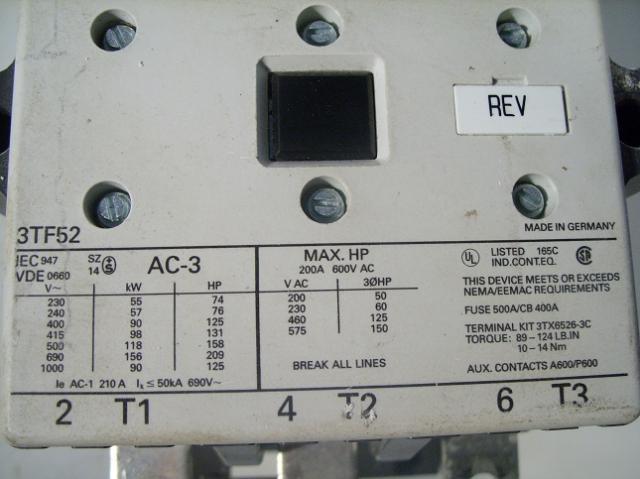 REV
3TF52
MADE IN GERMANY
IEC 947 SZ
VDE 0660 14 S AC-3
V~ kW HP
230 55 74
240 57 76
400 90 125
415 98 131
500 118 158
690 156 209
1000 90 125
Ie AC-1 210 A Ik ≤ 50kA 690V~
MAX. HP
200A 600V AC
V AC 3ØHP
200 50
230 60
460 125
575 150
BREAK ALL LINES
UL LISTED 165C SA
IND.CONT.EQ.
THIS DEVICE MEETS OR EXCEEDS
NEMA/EEMAC REQUIREMENTS
FUSE 500A/CB 400A
TERMINAL KIT 3TX6526-3C
TORQUE: 89-124 LB.IN
10-14 Nm
AUX. CONTACTS A600/P600
2 T1 4 T2 6 T3